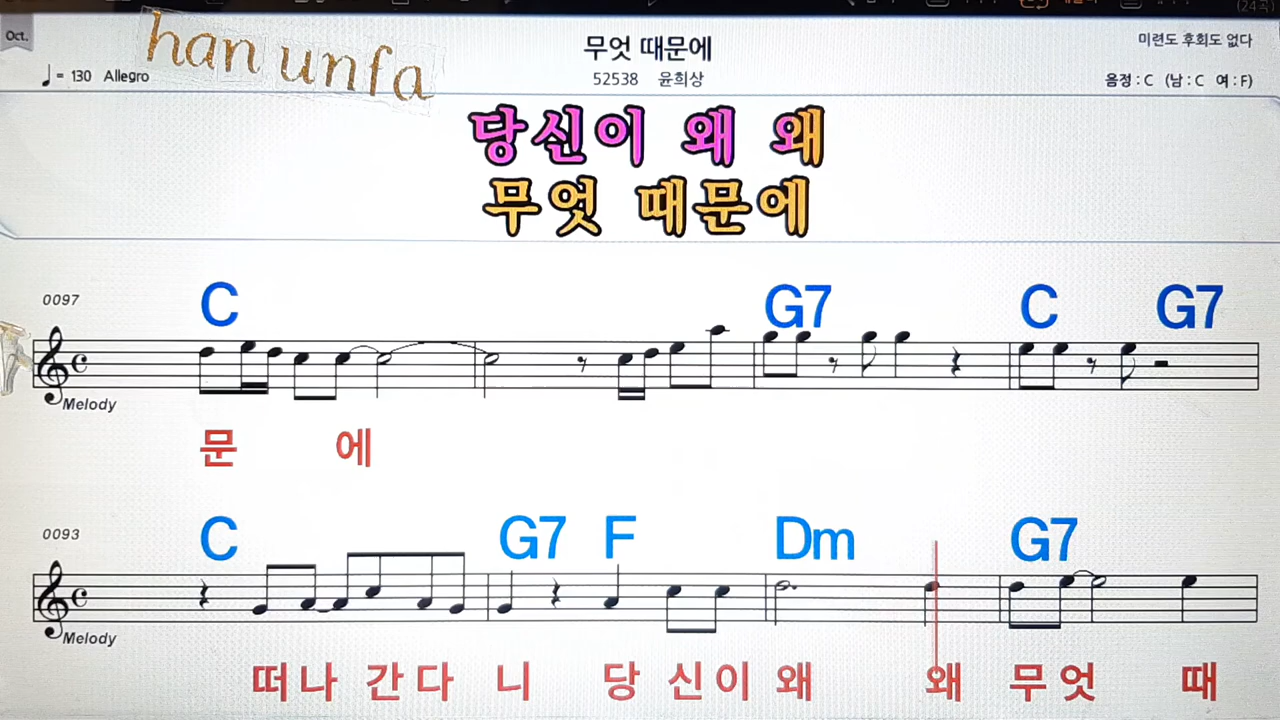 Oct.
han unfa
무엇 때문에
미련도 후회도 없다
= 130 Allegro
52538 윤희상
음정 : C (남 : C 여 : F)
당신이 왜 왜
무엇 때문에
0097
C G7 C G7
Melody
문 에
0093
C G7 F Dm G7
Melody
떠 나 간 다 니 당 신 이 왜 왜 무 엇 때